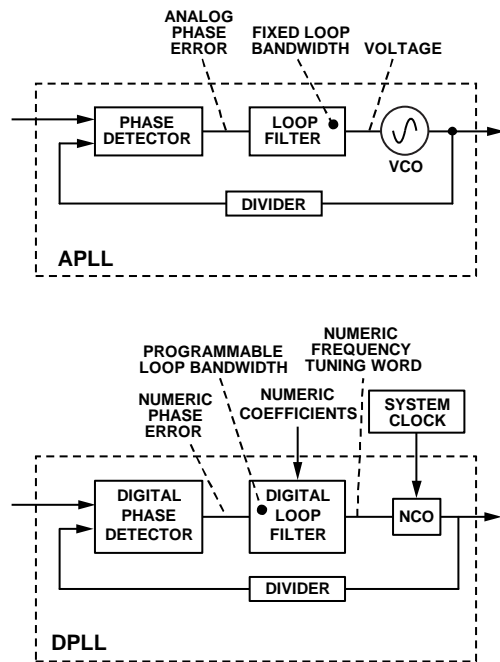 ANALOG
PHASE
ERROR
FIXED LOOP
BANDWIDTH
VOLTAGE
PHASE
DETECTOR
LOOP
FILTER
VCO
DIVIDER
APLL
PROGRAMMABLE
LOOP BANDWIDTH
NUMERIC
PHASE
ERROR
NUMERIC
COEFFICIENTS
NUMERIC
FREQUENCY
TUNING WORD
SYSTEM
CLOCK
DIGITAL
PHASE
DETECTOR
DIGITAL
LOOP
FILTER
NCO
DIVIDER
DPLL